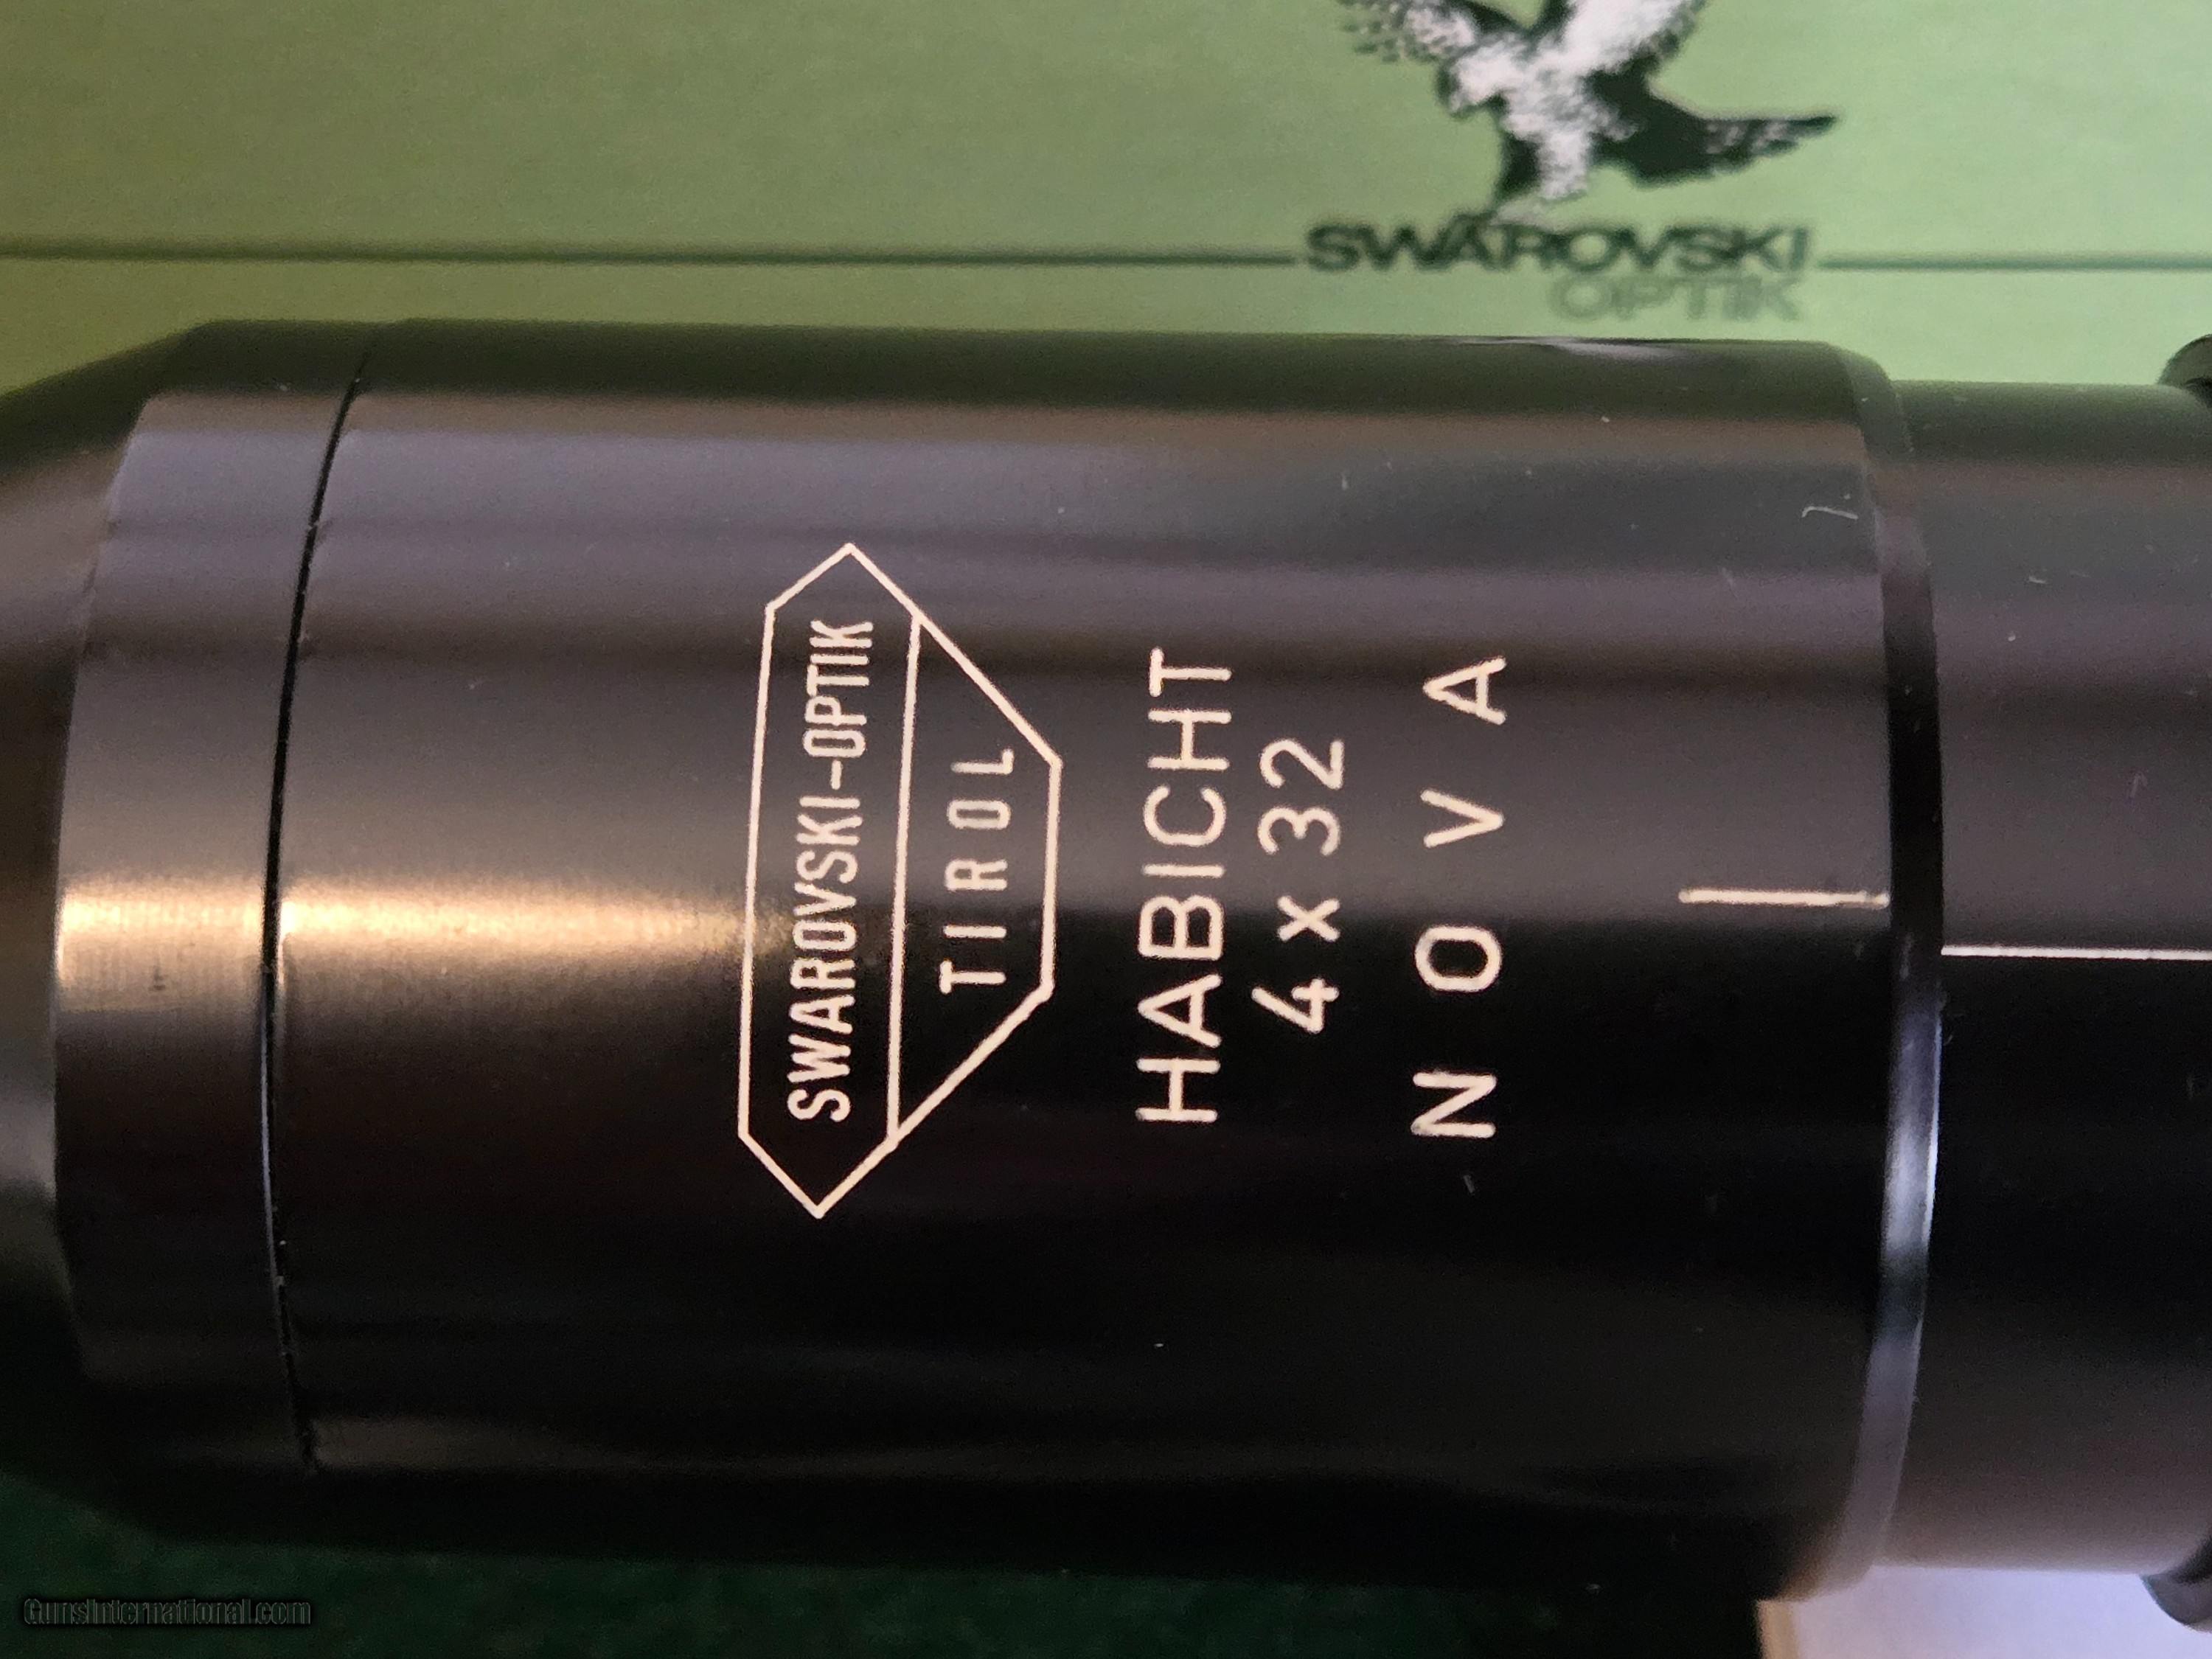 SWAROVSKI
OPTIK
SWAROVSKI-OPTIK
TIROL
HABICHT
4x32
NOVA
GunsInternational.com